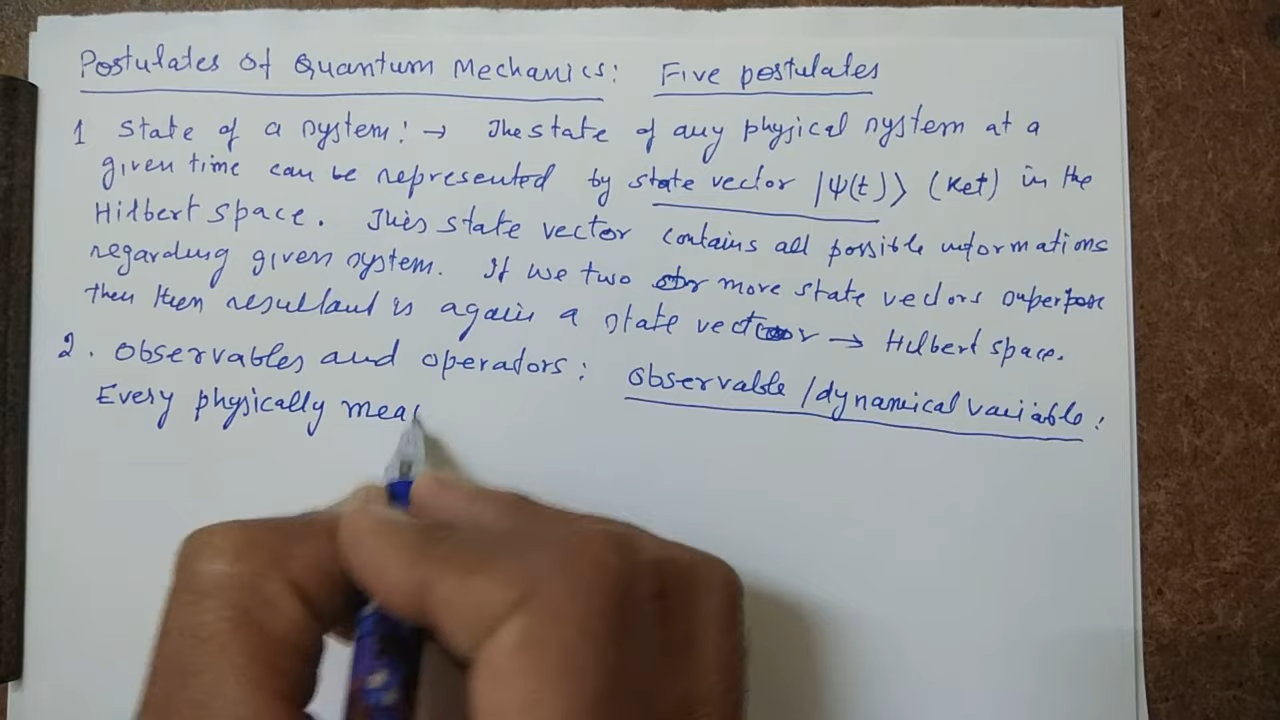 Postulates of Quantum Mechanics: Five postulates
1 State of a system: → The state of any physical system at a
given time can be represented by state vector |Ψ(t)⟩ (Ket) in the
Hilbert space. This state vector contains all possible informations
regarding given system. If we two or more state vectors superpose
then then resultant is again a state vector → Hilbert space.
2. Observables and operators: Observable/dynamical variable:
Every physically mea